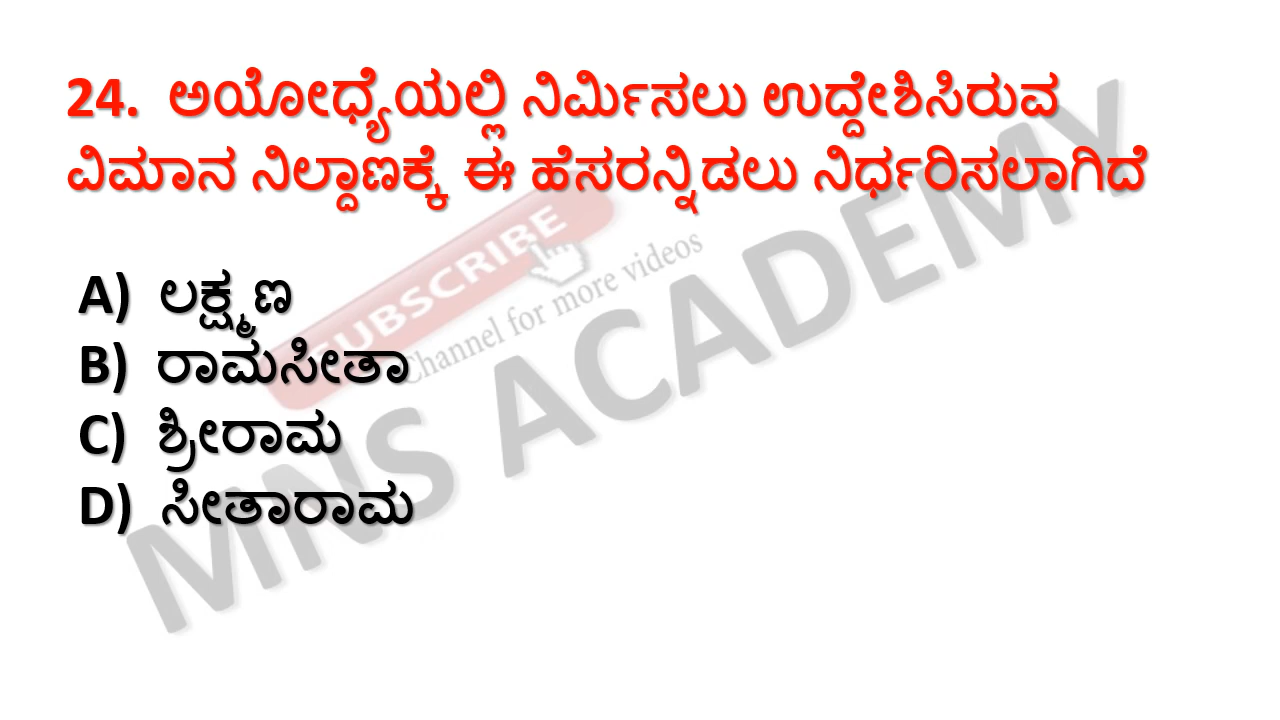 24. ಅಯೋಧ್ಯೆಯಲ್ಲಿ ನಿರ್ಮಿಸಲು ಉದ್ದೇಶಿಸಿರುವ
ವಿಮಾನ ನಿಲ್ದಾಣಕ್ಕೆ ಈ ಹೆಸರನ್ನಿಡಲು ನಿರ್ಧರಿಸಲಾಗಿದೆ
A) ಲಕ್ಷ್ಮಣ
B) ರಾಮಸೀತಾ
C) ಶ್ರೀರಾಮ
D) ಸೀತಾರಾಮ
SUBSCRIBE
Channel for more videos
MNS ACADEMY